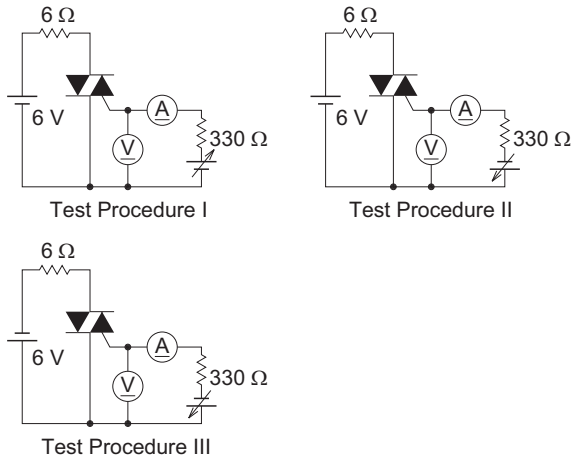 6 Ω
6 V
A
V
330 Ω
Test Procedure I
6 Ω
6 V
A
V
330 Ω
Test Procedure II
6 Ω
6 V
A
V
330 Ω
Test Procedure III